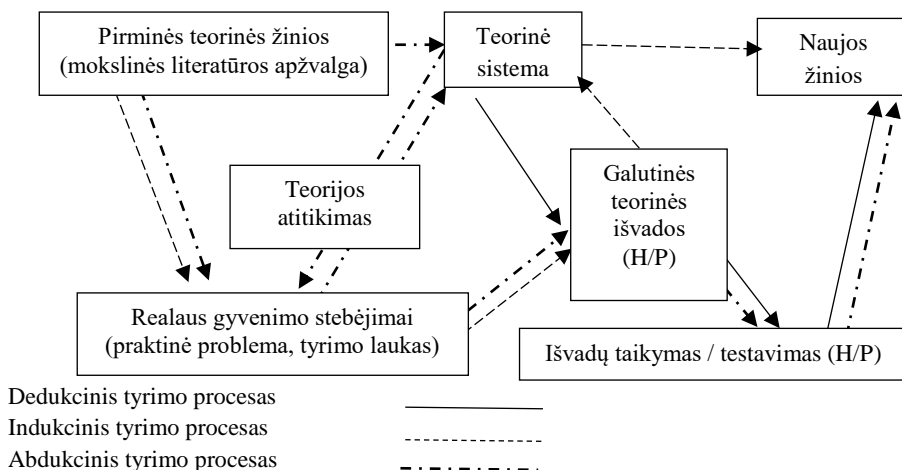 Pirminės teorinės žinios
(mokslinės literatūros apžvalga)
Teorinė
sistema
Naujos
žinios
Teorijos
atitikimas
Galutinės
teorinės
išvados
(H/P)
Realaus gyvenimo stebėjimai
(praktinė problema, tyrimo laukas)
Išvadų taikymas / testavimas (H/P)
Dedukcinis tyrimo procesas
Indukcinis tyrimo procesas
Abdukcinis tyrimo procesas